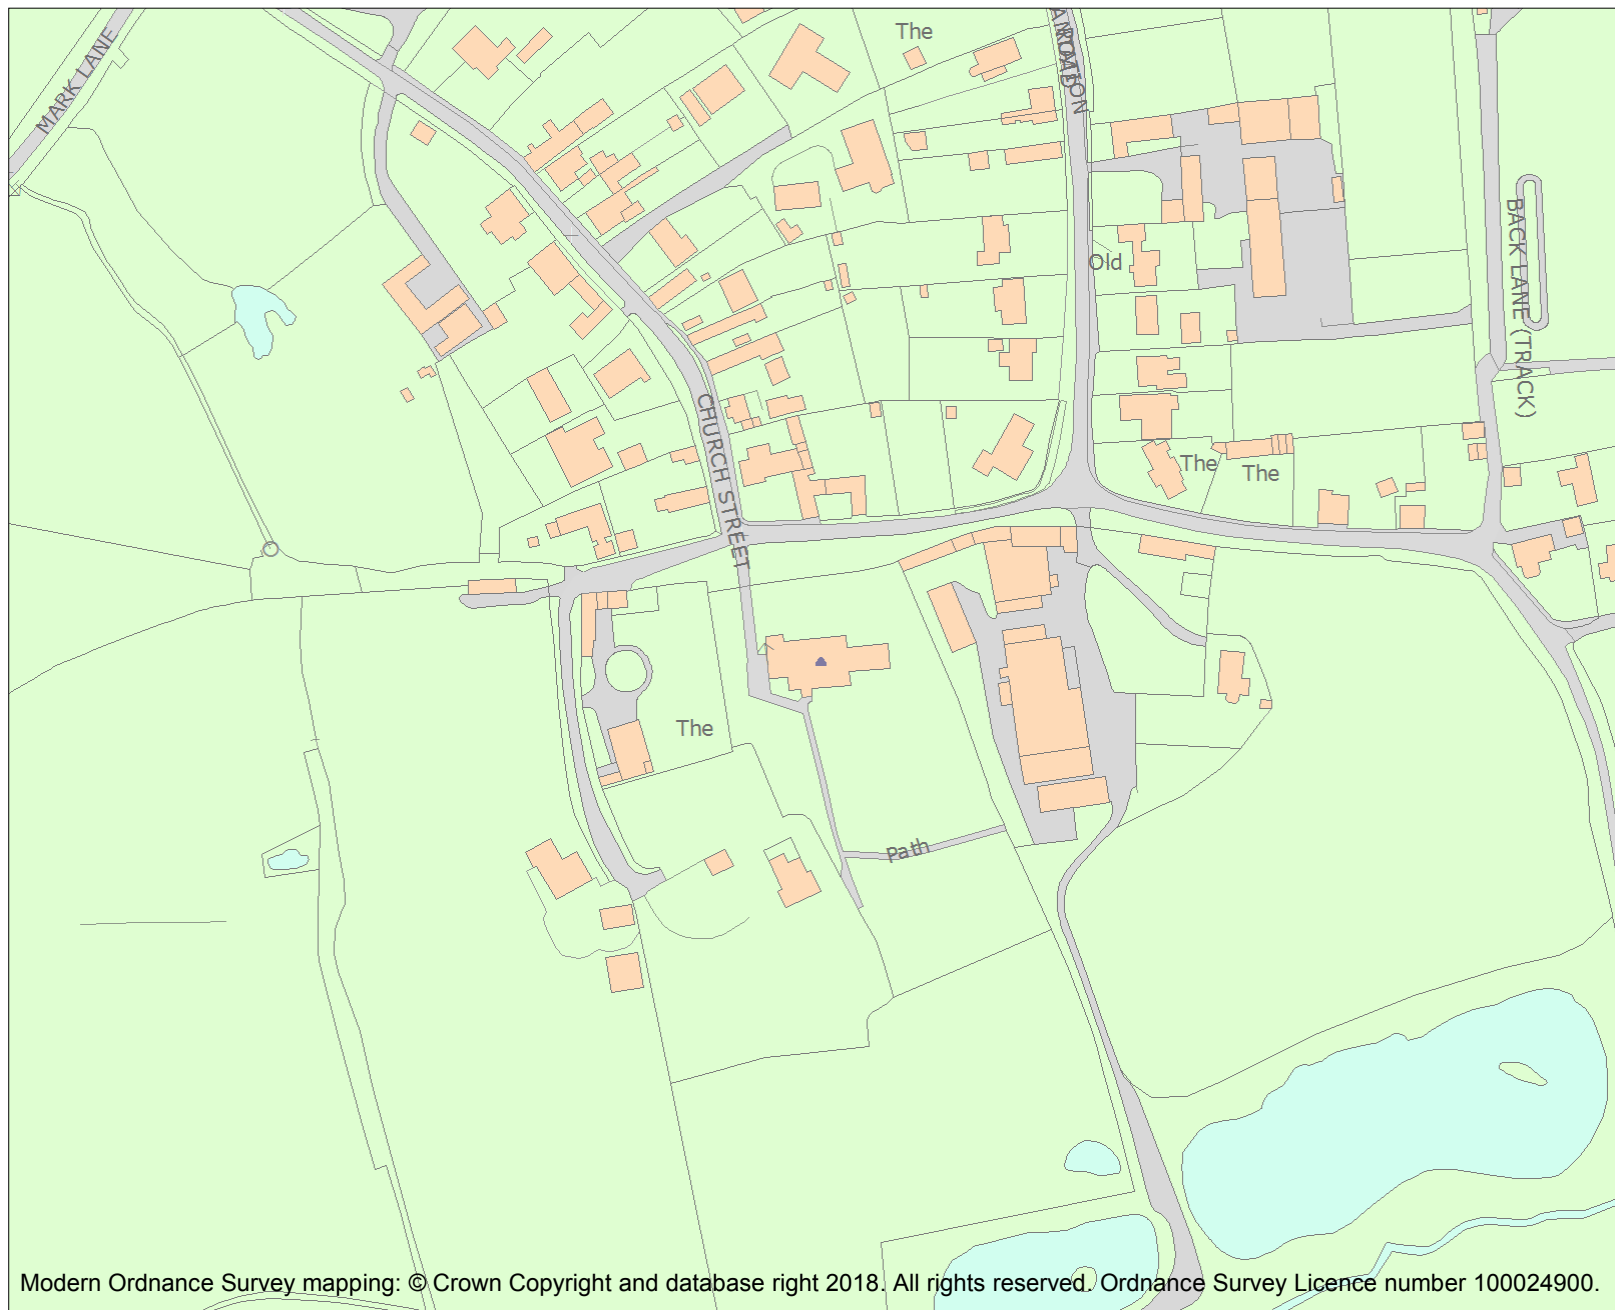 The
MARK LANE
ROAD
BACK LANE (TRACK)
Old
CHURCH STREET
The
The
The
Path
Modern Ordnance Survey mapping: © Crown Copyright and database right 2018. All rights reserved. Ordnance Survey Licence number 100024900.